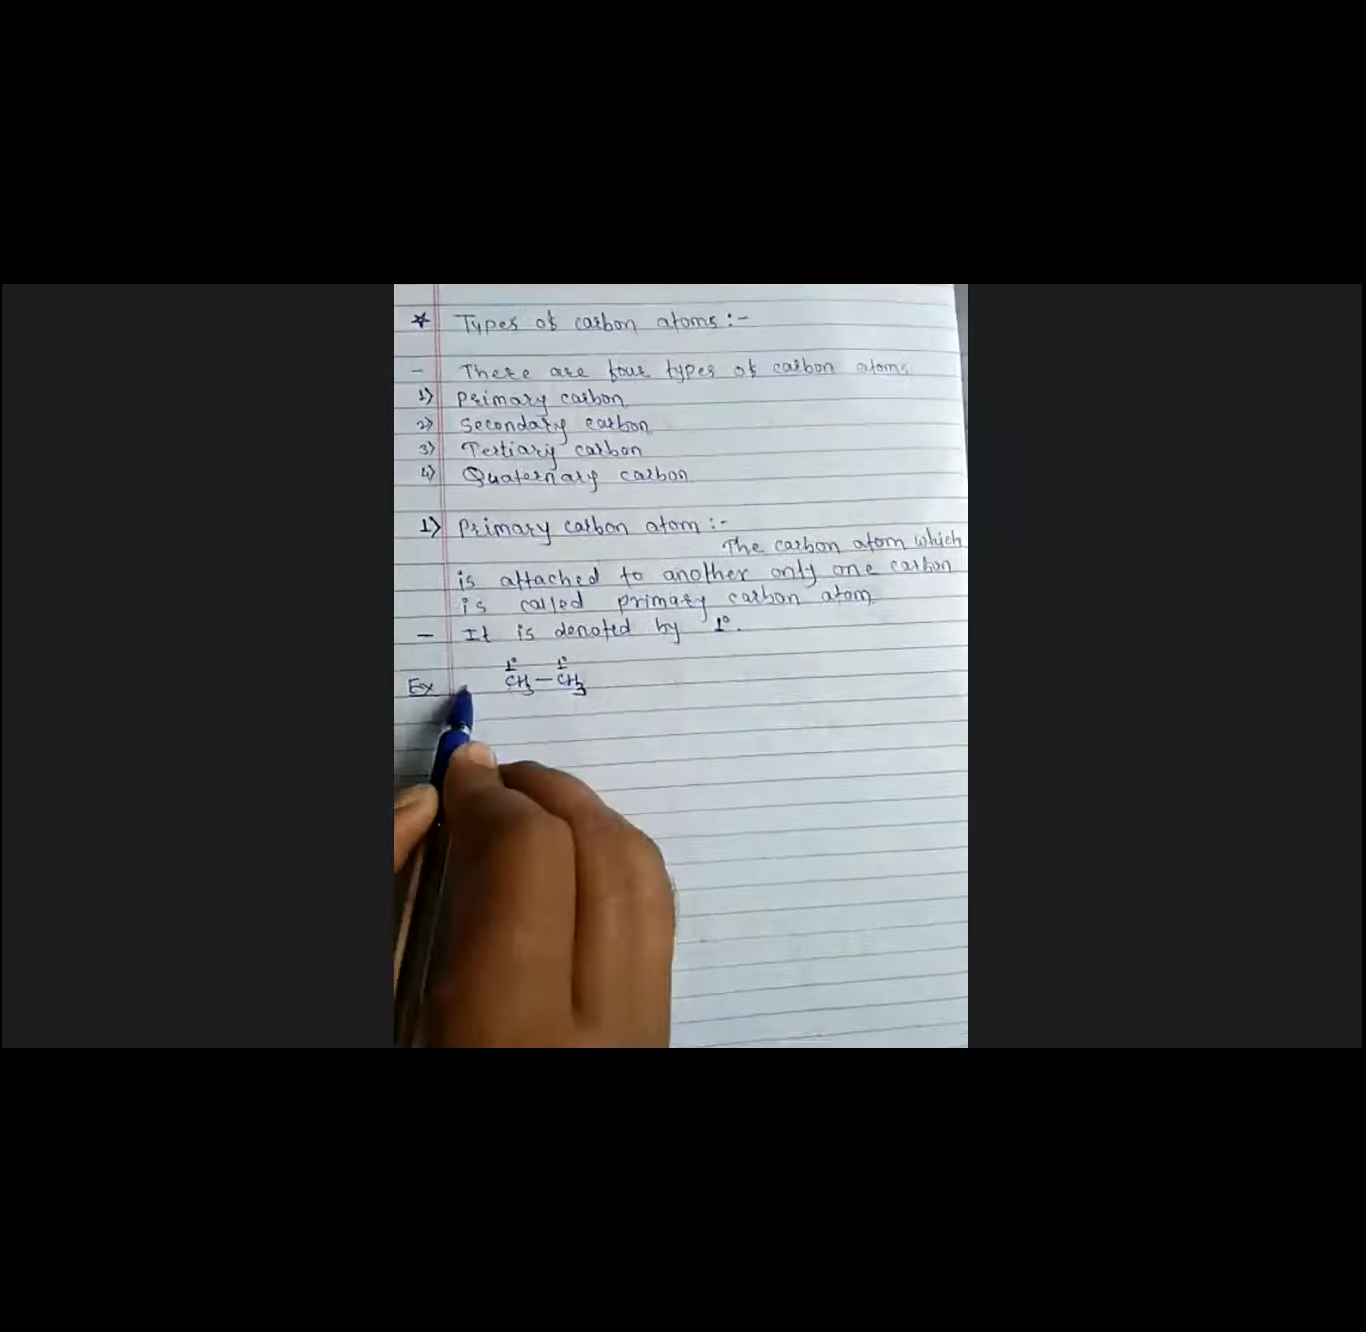 * Types of carbon atoms :-
- There are four types of carbon atoms
1) Primary carbon
2) Secondary carbon
3) Tertiary carbon
4) Quaternary carbon
1) Primary carbon atom :-
The carbon atom which
is attached to another only one carbon
is called primary carbon atom.
- It is denoted by 1°.
1° 1°
Ex CH₃ - CH₃